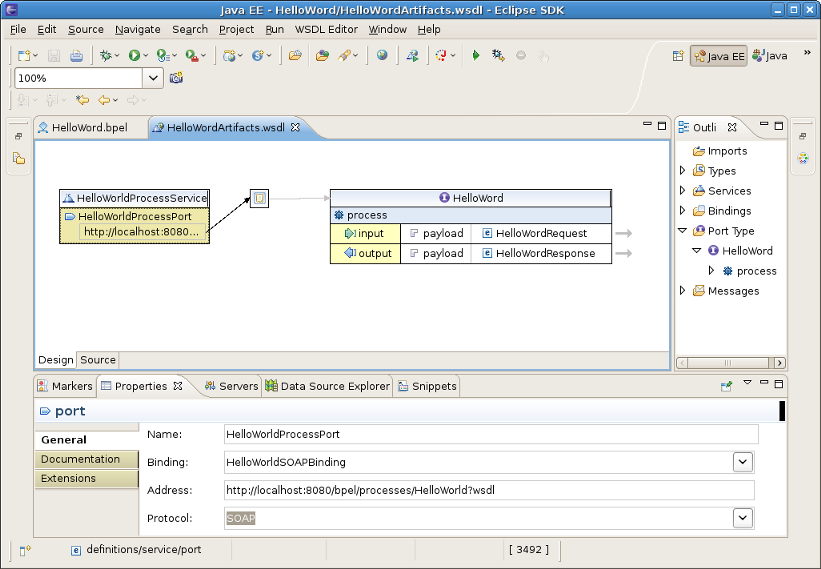 Java EE - HelloWord/HelloWordArtifacts.wsdl - Eclipse SDK
File Edit Source Navigate Search Project Run WSDL Editor Window Help
Java EE Java »
100%
HelloWord.bpel HelloWordArtifacts.wsdl
Outli
Imports
Types
Services
Bindings
Port Type
HelloWord
process
Messages
HelloWorldProcessService
HelloWorldProcessPort
http://localhost:8080...
HelloWord
process
input payload HelloWordRequest
output payload HelloWordResponse
Design Source
Markers Properties Servers Data Source Explorer Snippets
port
General
Documentation
Extensions
Name: HelloWorldProcessPort
Binding: HelloWorldSOAPBinding
Address: http://localhost:8080/bpel/processes/HelloWorld?wsdl
Protocol: SOAP
definitions/service/port [ 3492 ]